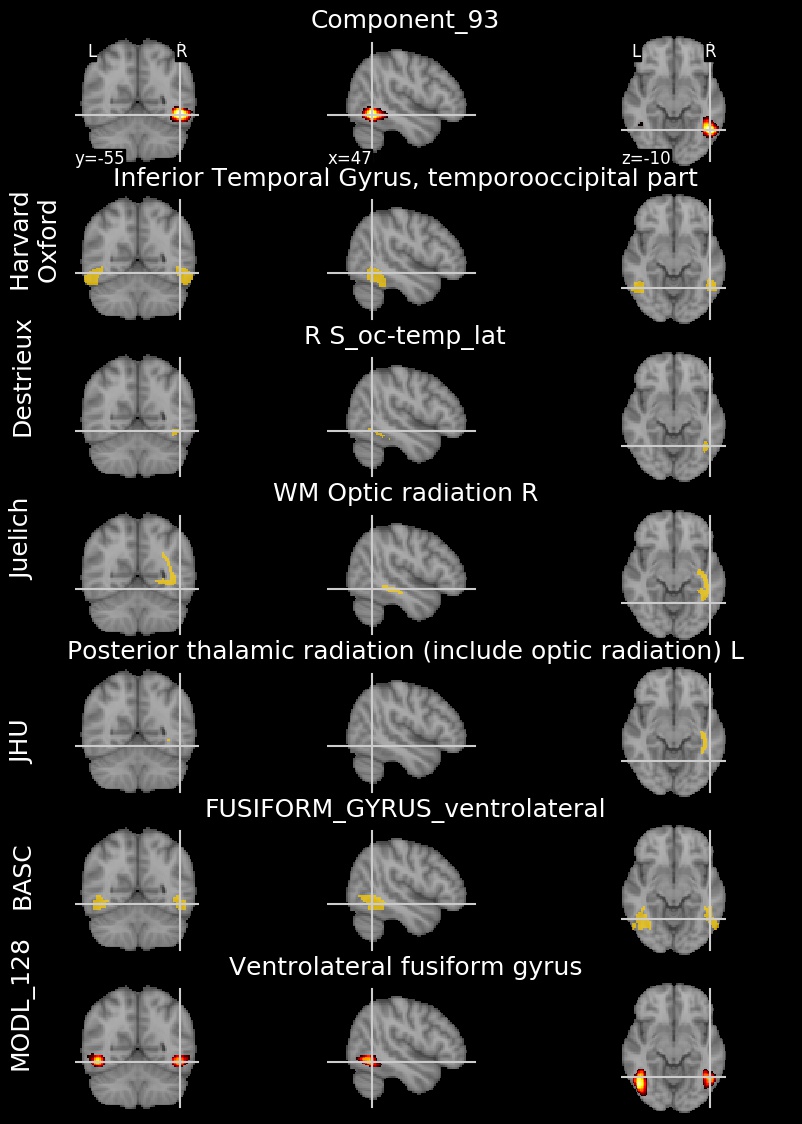 Component_93
L R L R
y=-55 x=47 z=-10
Inferior Temporal Gyrus, temporooccipital part
Harvard
Oxford
R S_oc-temp_lat
Destrieux
WM Optic radiation R
Juelich
Posterior thalamic radiation (include optic radiation) L
JHU
FUSIFORM_GYRUS_ventrolateral
BASC
Ventrolateral fusiform gyrus
MODL_128